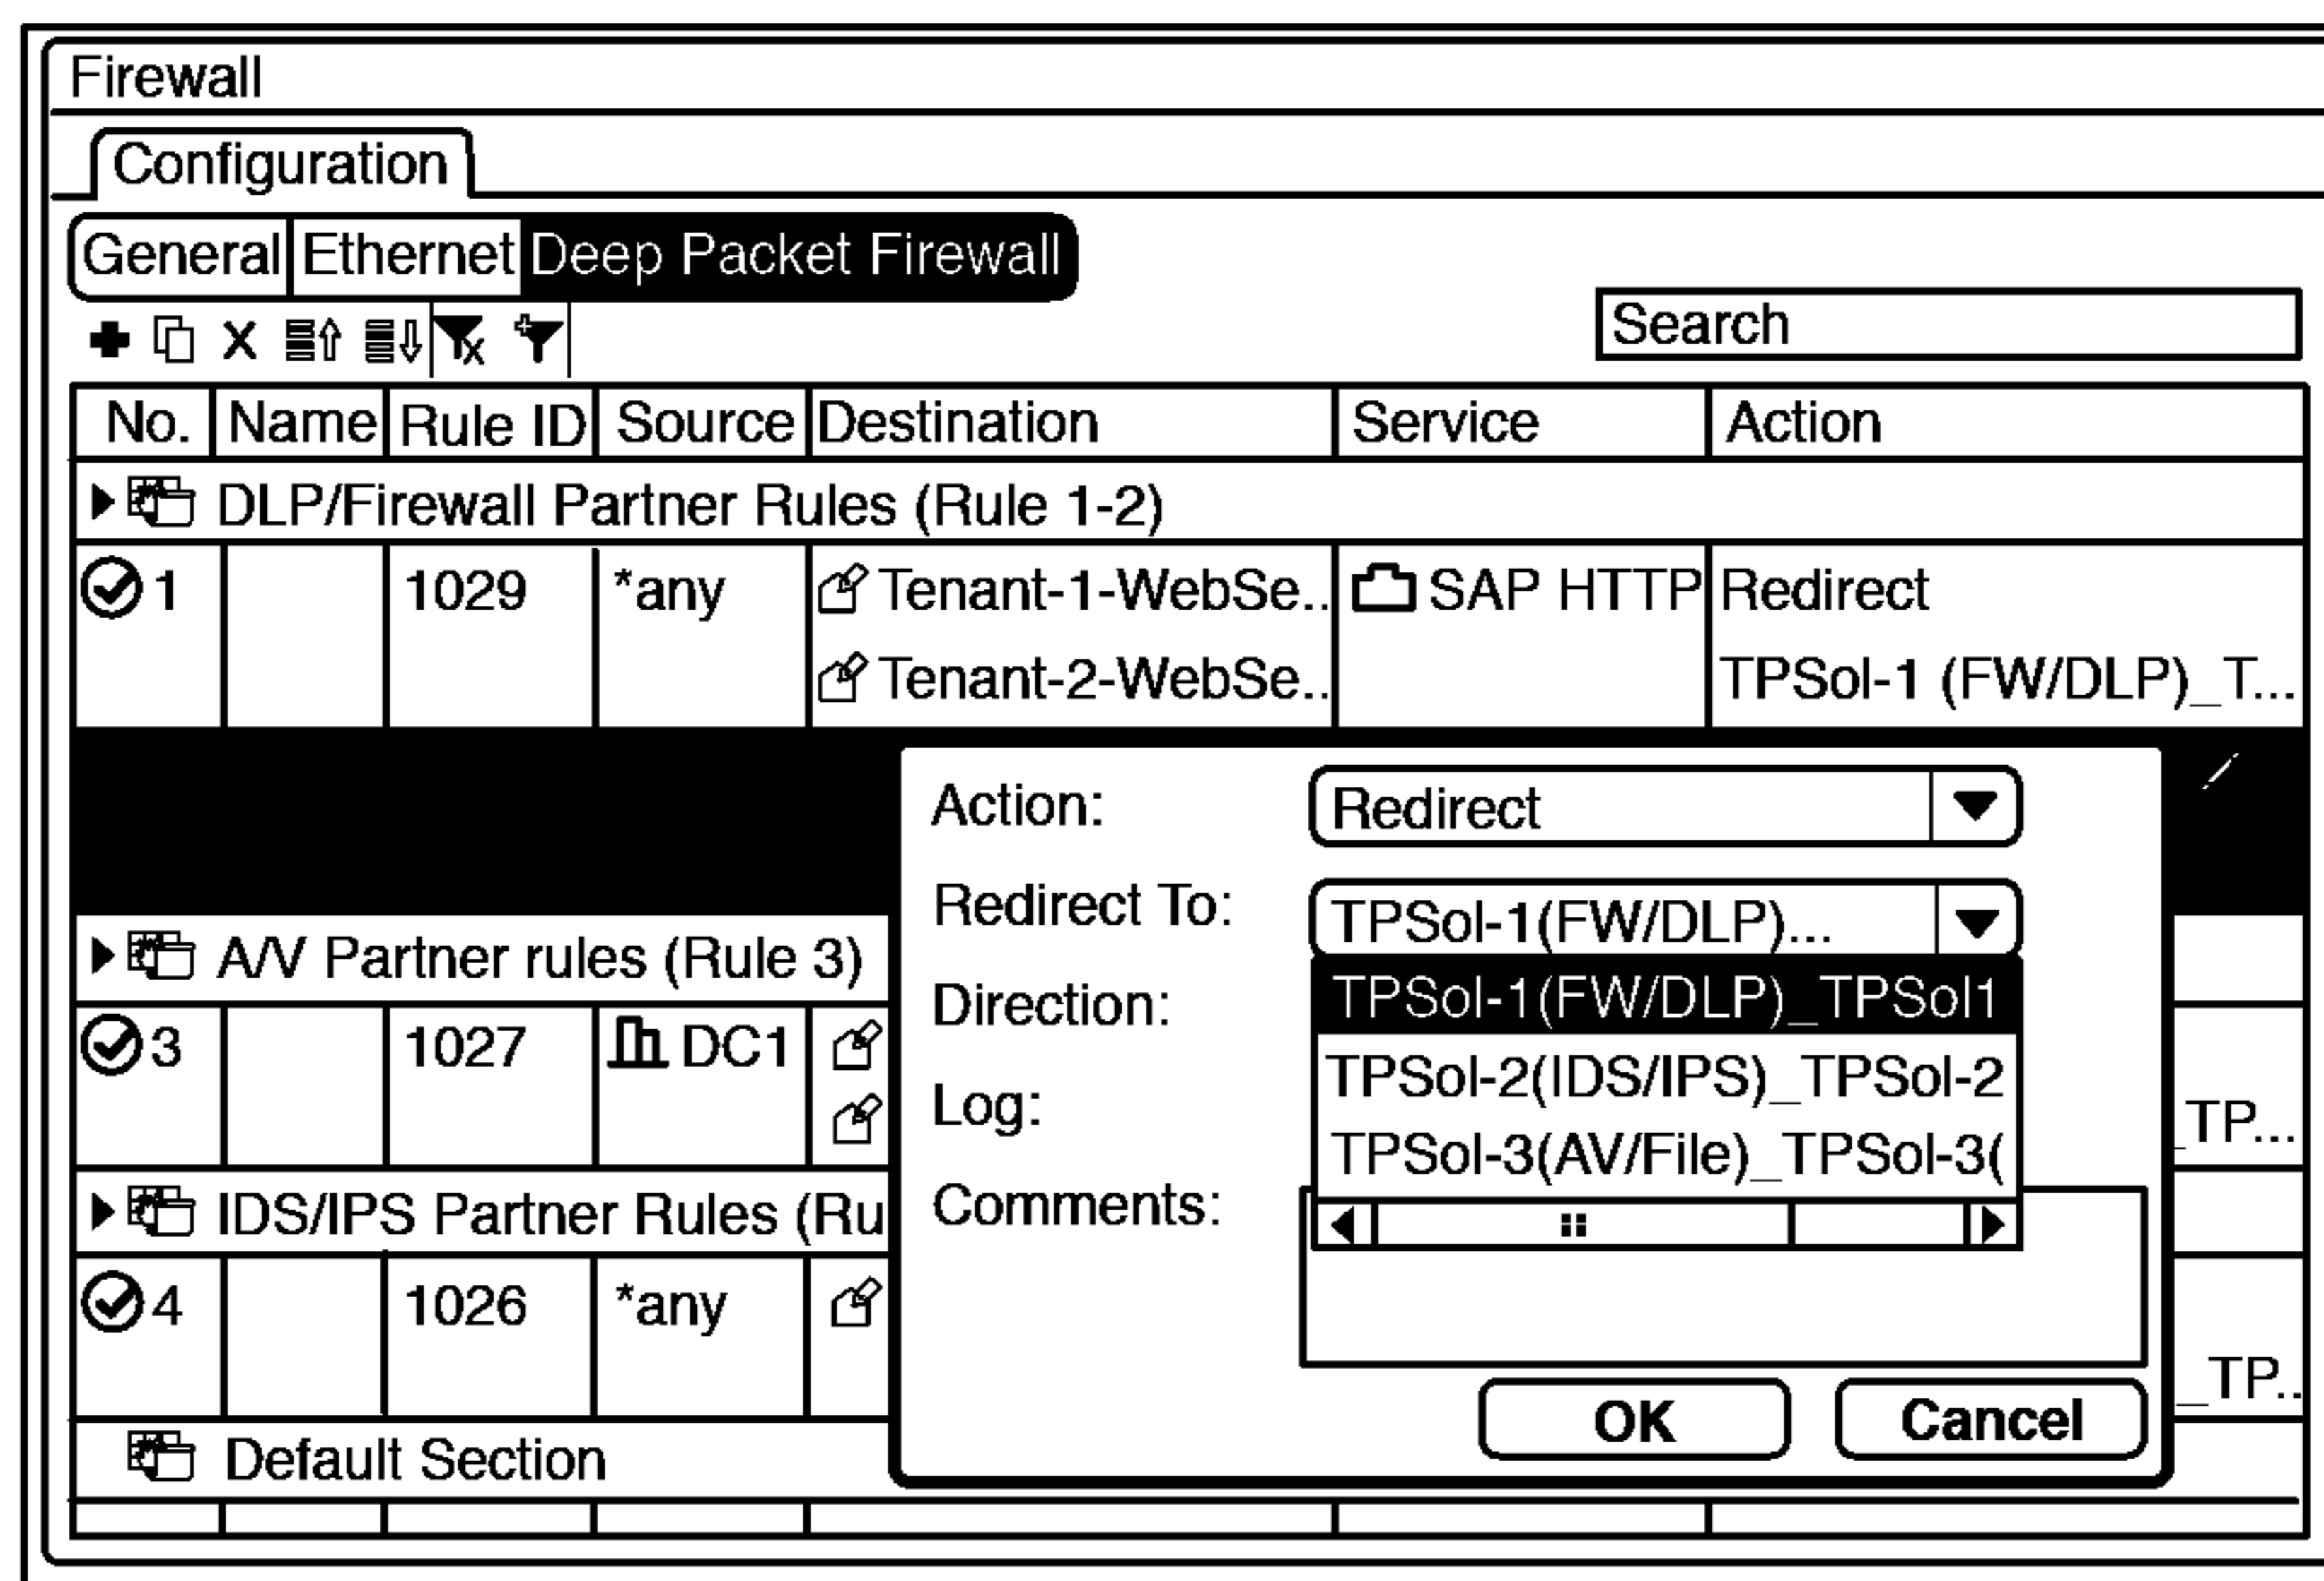 Firewall
Configuration
General Ethernet Deep Packet Firewall
Search
No. Name Rule ID Source Destination Service Action
DLP/Firewall Partner Rules (Rule 1-2)
1 1029 *any Tenant-1-WebSe.. SAP HTTP Redirect
Tenant-2-WebSe.. TPSol-1 (FW/DLP)_T...
Action: Redirect
Redirect To: TPSol-1(FW/DLP)...
A/V Partner rules (Rule 3)
Direction: TPSol-1(FW/DLP)_TPSol1
3 1027 DC1 TPSol-2(IDS/IPS)_TPSol-2
Log: _TP...
TPSol-3(AV/File)_TPSol-3(
IDS/IPS Partner Rules (Ru
Comments:
4 1026 *any
_TP..
OK Cancel
Default Section